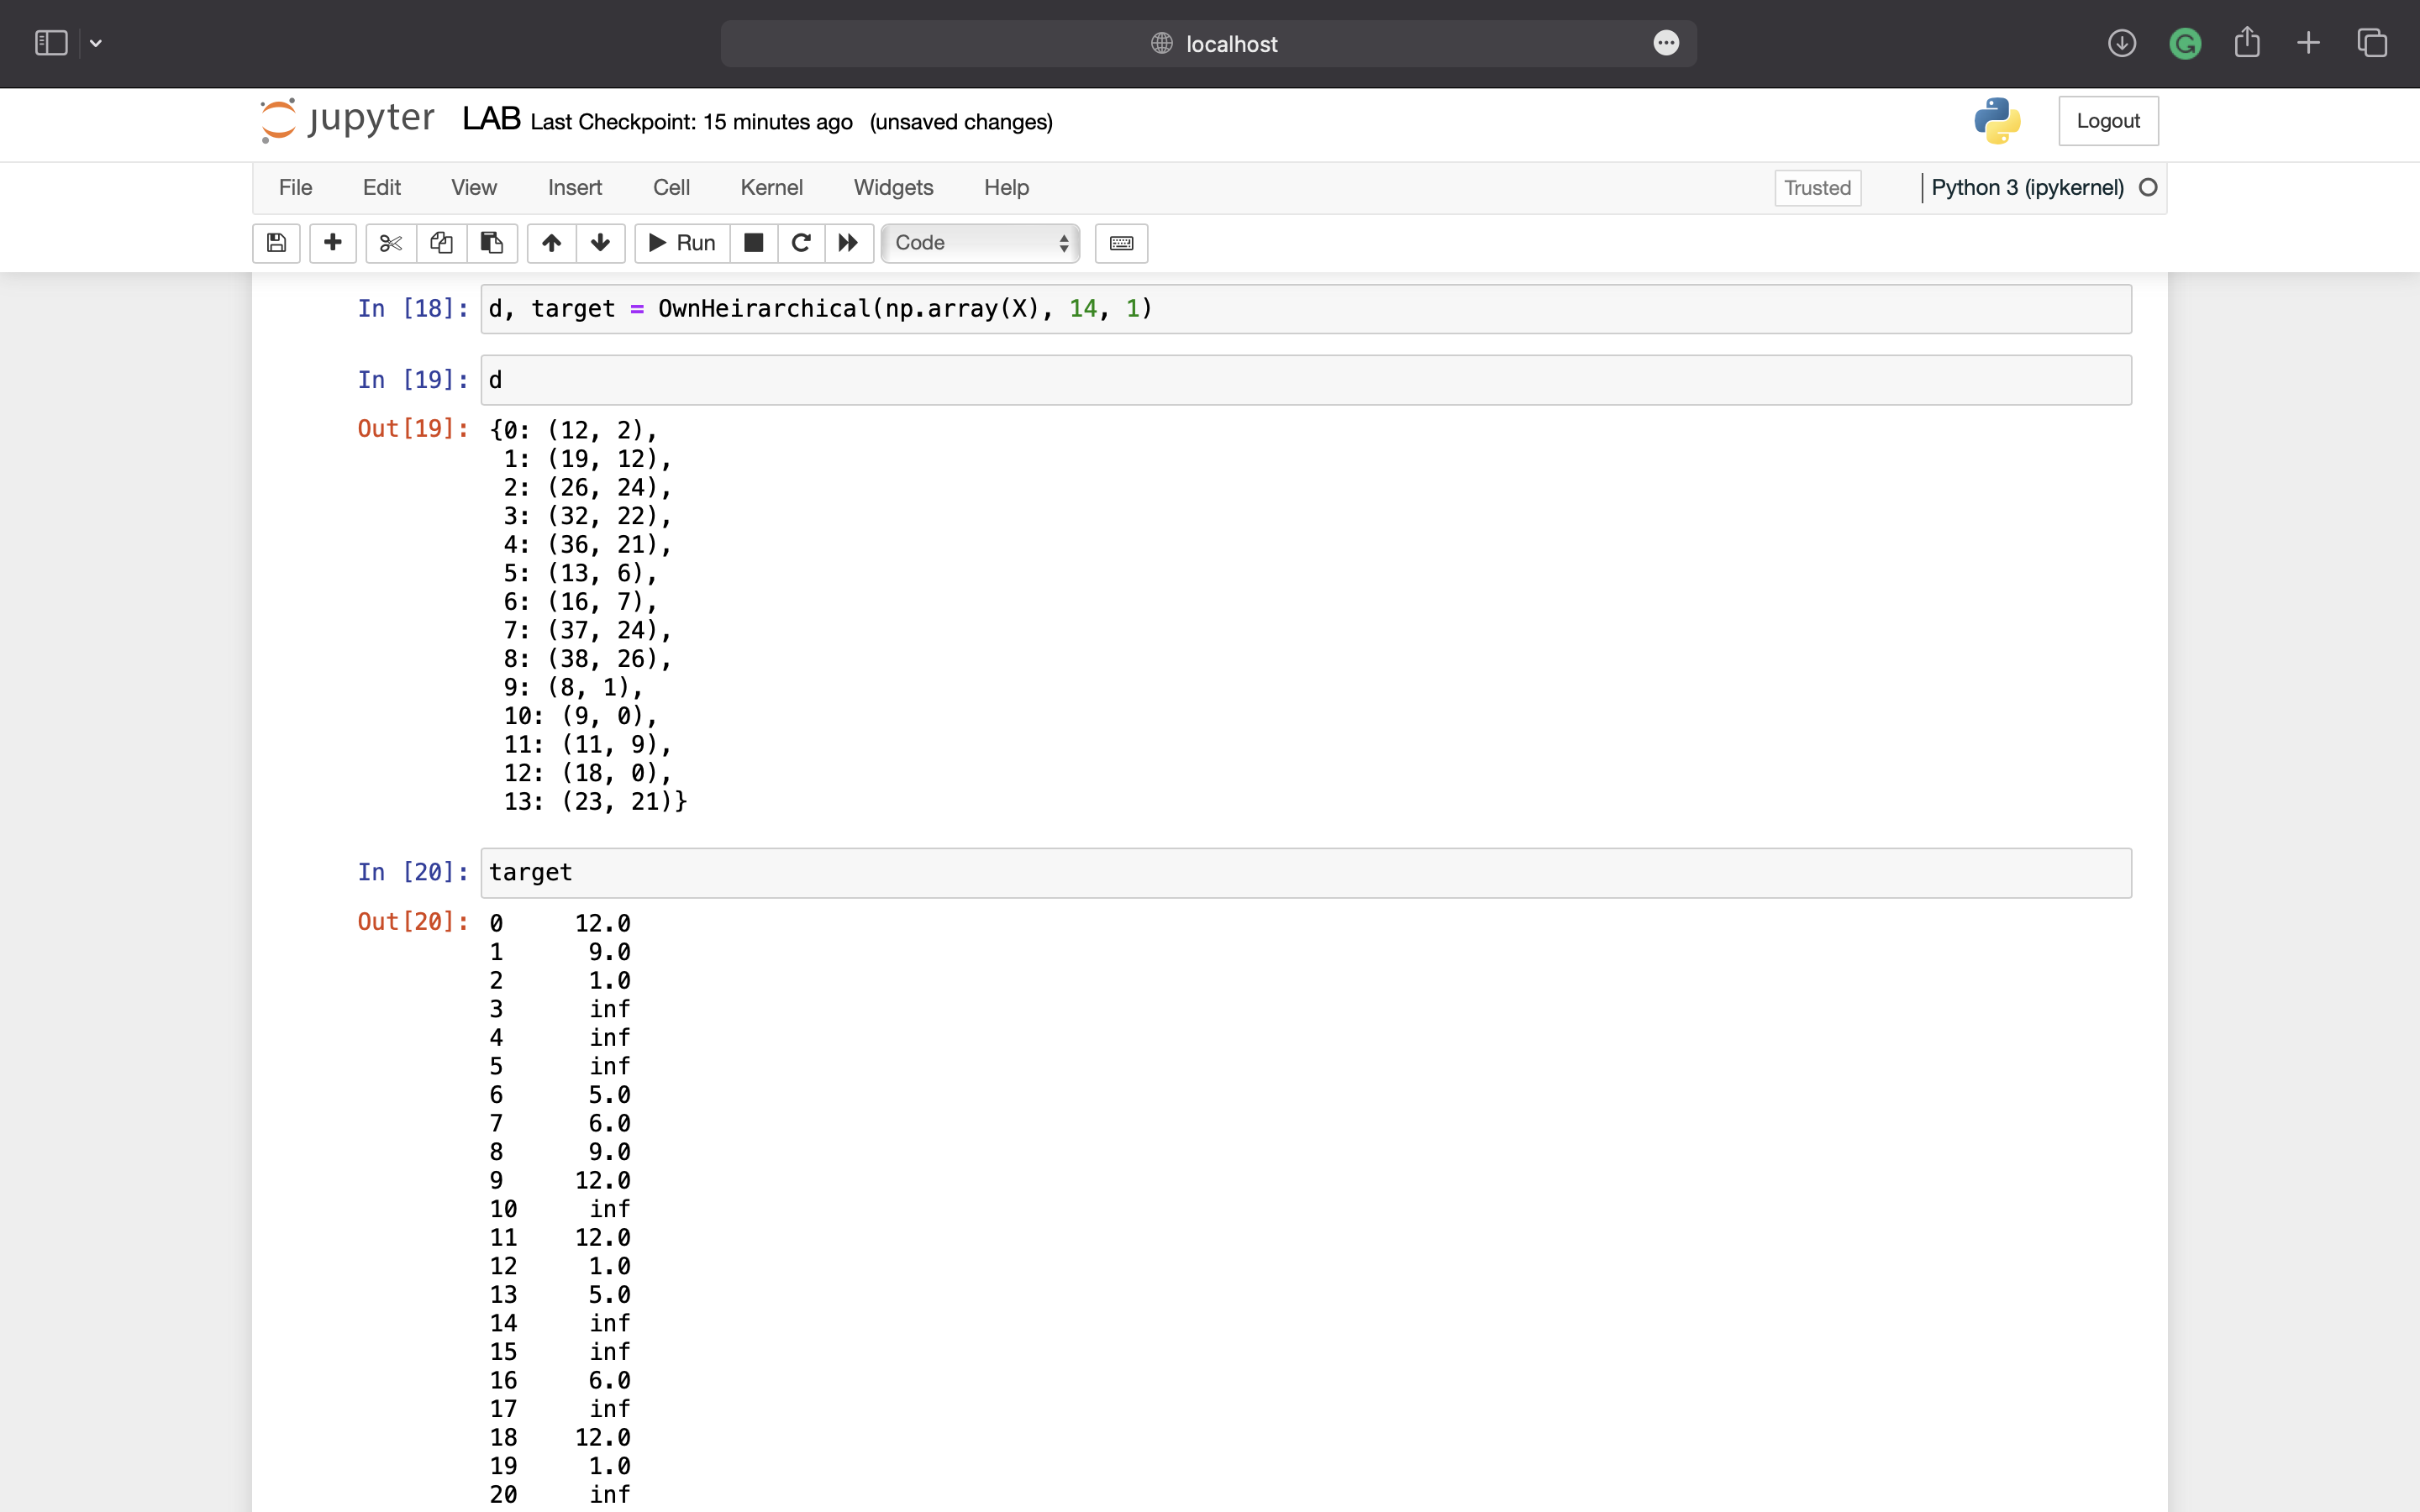 localhost
jupyter LAB Last Checkpoint: 15 minutes ago (unsaved changes) Logout
File Edit View Insert Cell Kernel Widgets Help Trusted Python 3 (ipykernel)
Run Code
In [18]: d, target = OwnHeirarchical(np.array(X), 14, 1)
In [19]: d
Out[19]: {0: (12, 2),
1: (19, 12),
2: (26, 24),
3: (32, 22),
4: (36, 21),
5: (13, 6),
6: (16, 7),
7: (37, 24),
8: (38, 26),
9: (8, 1),
10: (9, 0),
11: (11, 9),
12: (18, 0),
13: (23, 21)}
In [20]: target
Out[20]: 0 12.0
1 9.0
2 1.0
3 inf
4 inf
5 inf
6 5.0
7 6.0
8 9.0
9 12.0
10 inf
11 12.0
12 1.0
13 5.0
14 inf
15 inf
16 6.0
17 inf
18 12.0
19 1.0
20 inf